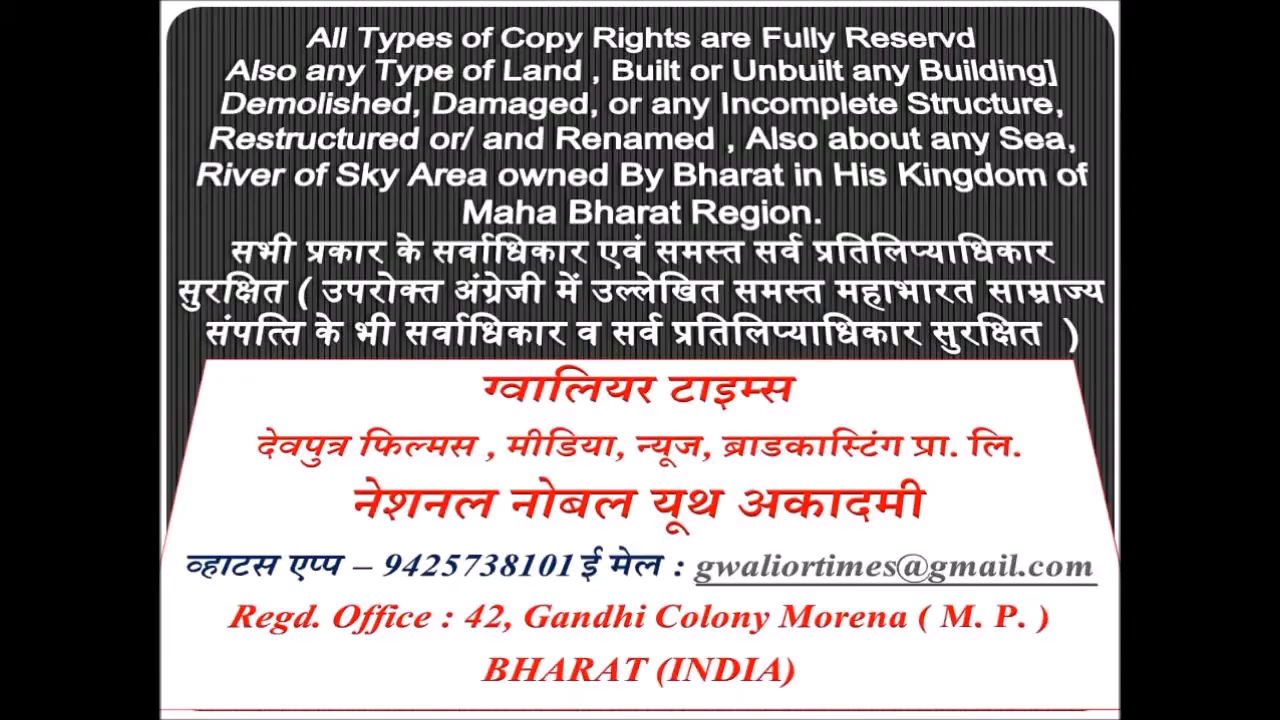 All Types of Copy Rights are Fully Reservd
Also any Type of Land , Built or Unbuilt any Building]
Demolished, Damaged, or any Incomplete Structure,
Restructured or/ and Renamed , Also about any Sea,
River of Sky Area owned By Bharat in His Kingdom of
Maha Bharat Region.
सभी प्रकार के सर्वाधिकार एवं समस्त सर्व प्रतिलिप्याधिकार
सुरक्षित ( उपरोक्त अंग्रेजी में उल्लेखित समस्त महाभारत साम्राज्य
संपत्ति के भी सर्वाधिकार व सर्व प्रतिलिप्याधिकार सुरक्षित )
ग्वालियर टाइम्स
देवपुत्र फिल्मस , मीडिया, न्यूज, ब्राडकास्टिंग प्रा. लि.
नेशनल नोबल यूथ अकादमी
व्हाटस एप्प – 9425738101 ई मेल : gwaliortimes@gmail.com
Regd. Office : 42, Gandhi Colony Morena ( M. P. )
BHARAT (INDIA)